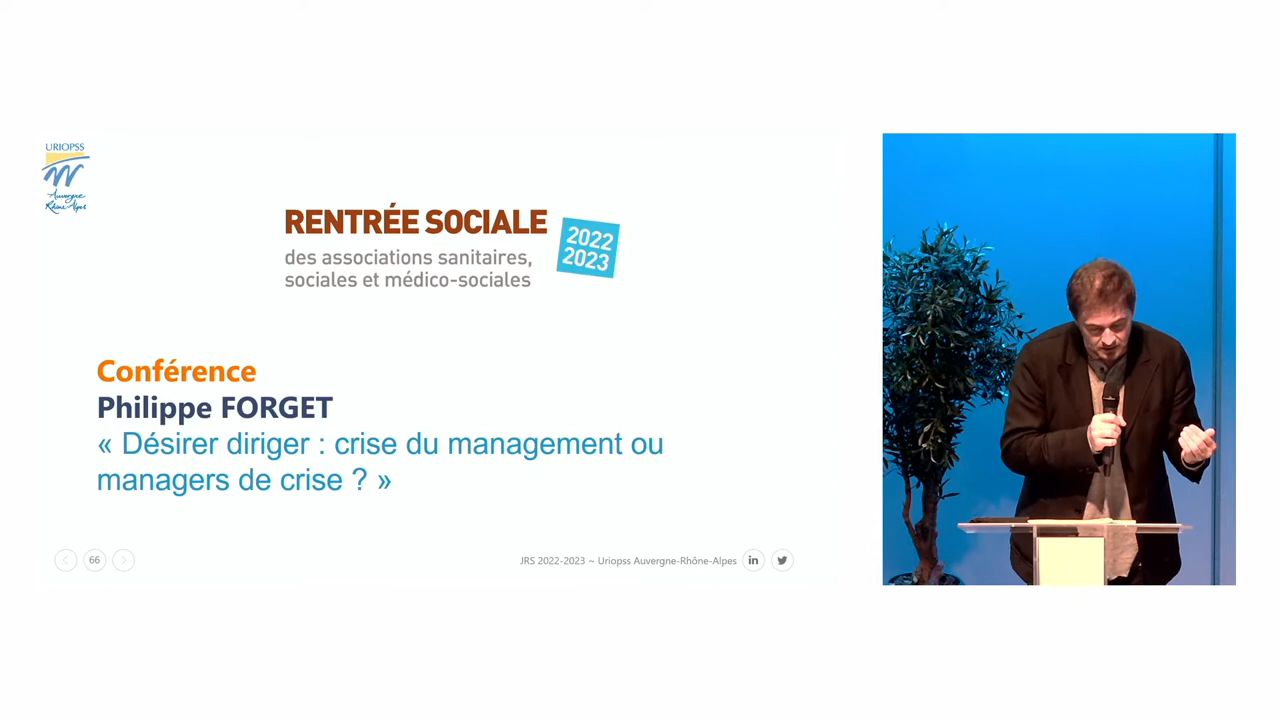 URIOPSS
Auvergne
Rhône-Alpes
RENTRÉE SOCIALE
2022
2023
des associations sanitaires,
sociales et médico-sociales
Conférence
Philippe FORGET
« Désirer diriger : crise du management ou
managers de crise ? »
66
JRS 2022-2023 ~ Uriopss Auvergne-Rhône-Alpes
in